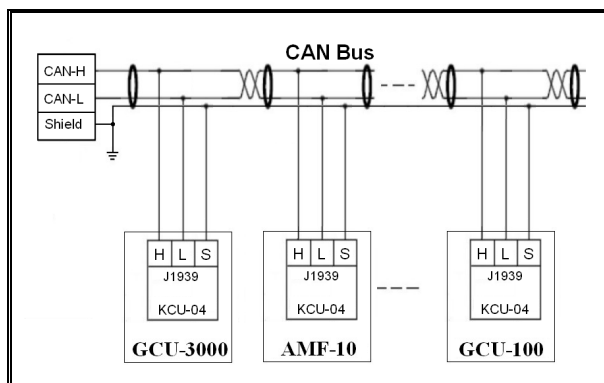 CAN Bus
CAN-H
CAN-L
Shield
H L S
J1939
KCU-04
GCU-3000
H L S
J1939
KCU-04
AMF-10
H L S
J1939
KCU-04
GCU-100